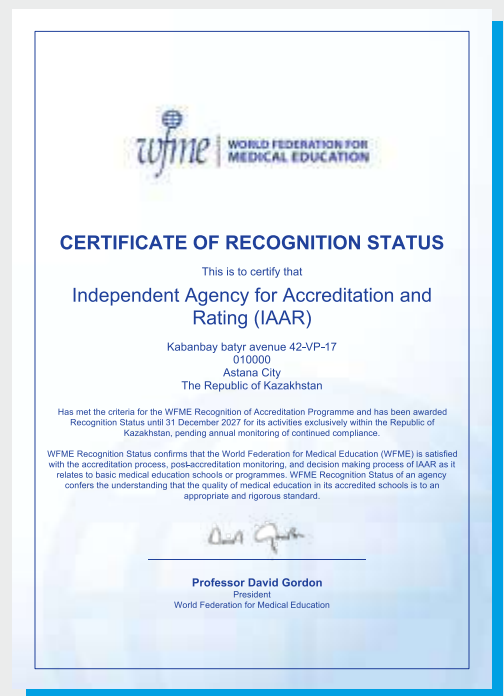 wfme
WORLD FEDERATION FOR
MEDICAL EDUCATION
CERTIFICATE OF RECOGNITION STATUS
This is to certify that
Independent Agency for Accreditation and
Rating (IAAR)
Kabanbay batyr avenue 42-VP-17
010000
Astana City
The Republic of Kazakhstan
Has met the criteria for the WFME Recognition of Accreditation Programme and has been awarded
Recognition Status until 31 December 2027 for its activities exclusively within the Republic of
Kazakhstan, pending annual monitoring of continued compliance.
WFME Recognition Status confirms that the World Federation for Medical Education (WFME) is satisfied
with the accreditation process, post-accreditation monitoring, and decision making process of IAAR as it
relates to basic medical education schools or programmes. WFME Recognition Status of an agency
confers the understanding that the quality of medical education in its accredited schools is to an
appropriate and rigorous standard.
David Gordon
Professor David Gordon
President
World Federation for Medical Education